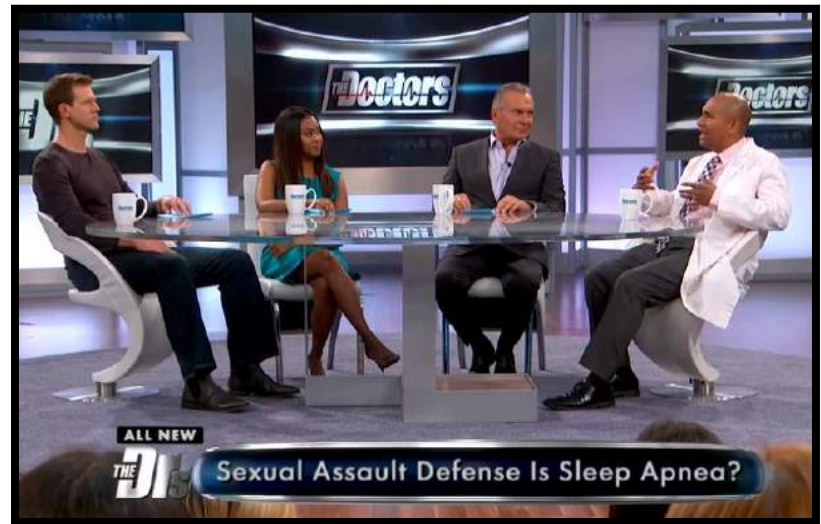 THE Doctors
Doctors
ALL NEW
THE DRS
Sexual Assault Defense Is Sleep Apnea?